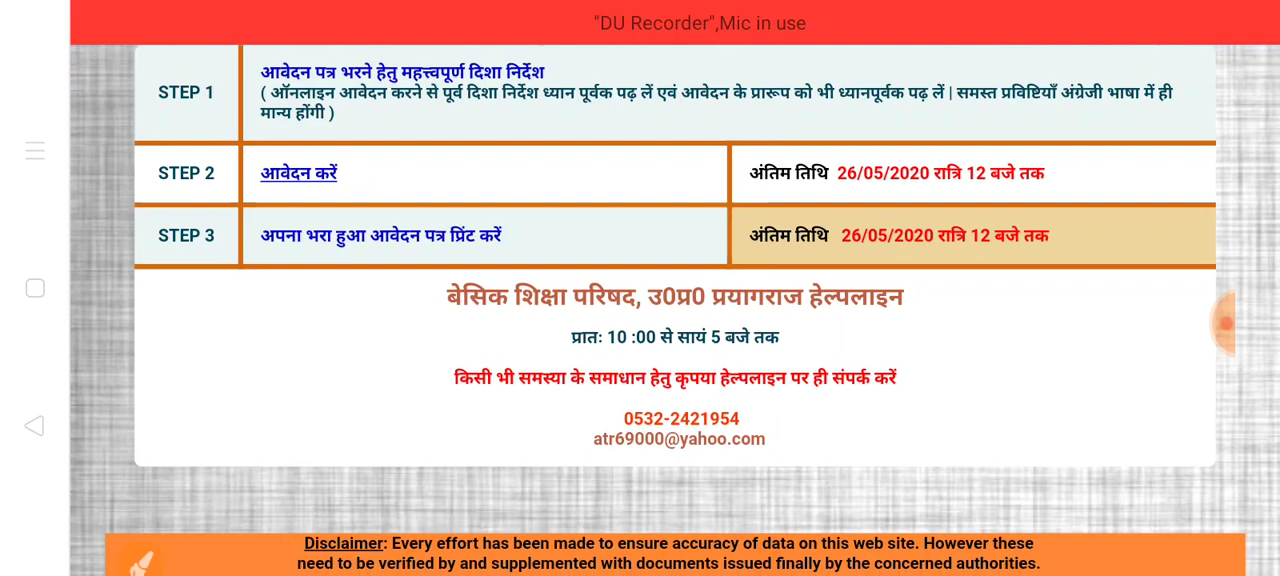 "DU Recorder",Mic in use
STEP 1
आवेदन पत्र भरने हेतु महत्त्वपूर्ण दिशा निर्देश
( ऑनलाइन आवेदन करने से पूर्व दिशा निर्देश ध्यान पूर्वक पढ़ लें एवं आवेदन के प्रारूप को भी ध्यानपूर्वक पढ़ लें | समस्त प्रविष्टियाँ अंग्रेजी भाषा में ही
मान्य होंगी )
STEP 2
आवेदन करें
अंतिम तिथि 26/05/2020 रात्रि 12 बजे तक
STEP 3
अपना भरा हुआ आवेदन पत्र प्रिंट करें
अंतिम तिथि 26/05/2020 रात्रि 12 बजे तक
बेसिक शिक्षा परिषद, उ0प्र0 प्रयागराज हेल्पलाइन
प्रातः 10 :00 से सायं 5 बजे तक
किसी भी समस्या के समाधान हेतु कृपया हेल्पलाइन पर ही संपर्क करें
0532-2421954
atr69000@yahoo.com
Disclaimer: Every effort has been made to ensure accuracy of data on this web site. However these
need to be verified by and supplemented with documents issued finally by the concerned authorities.